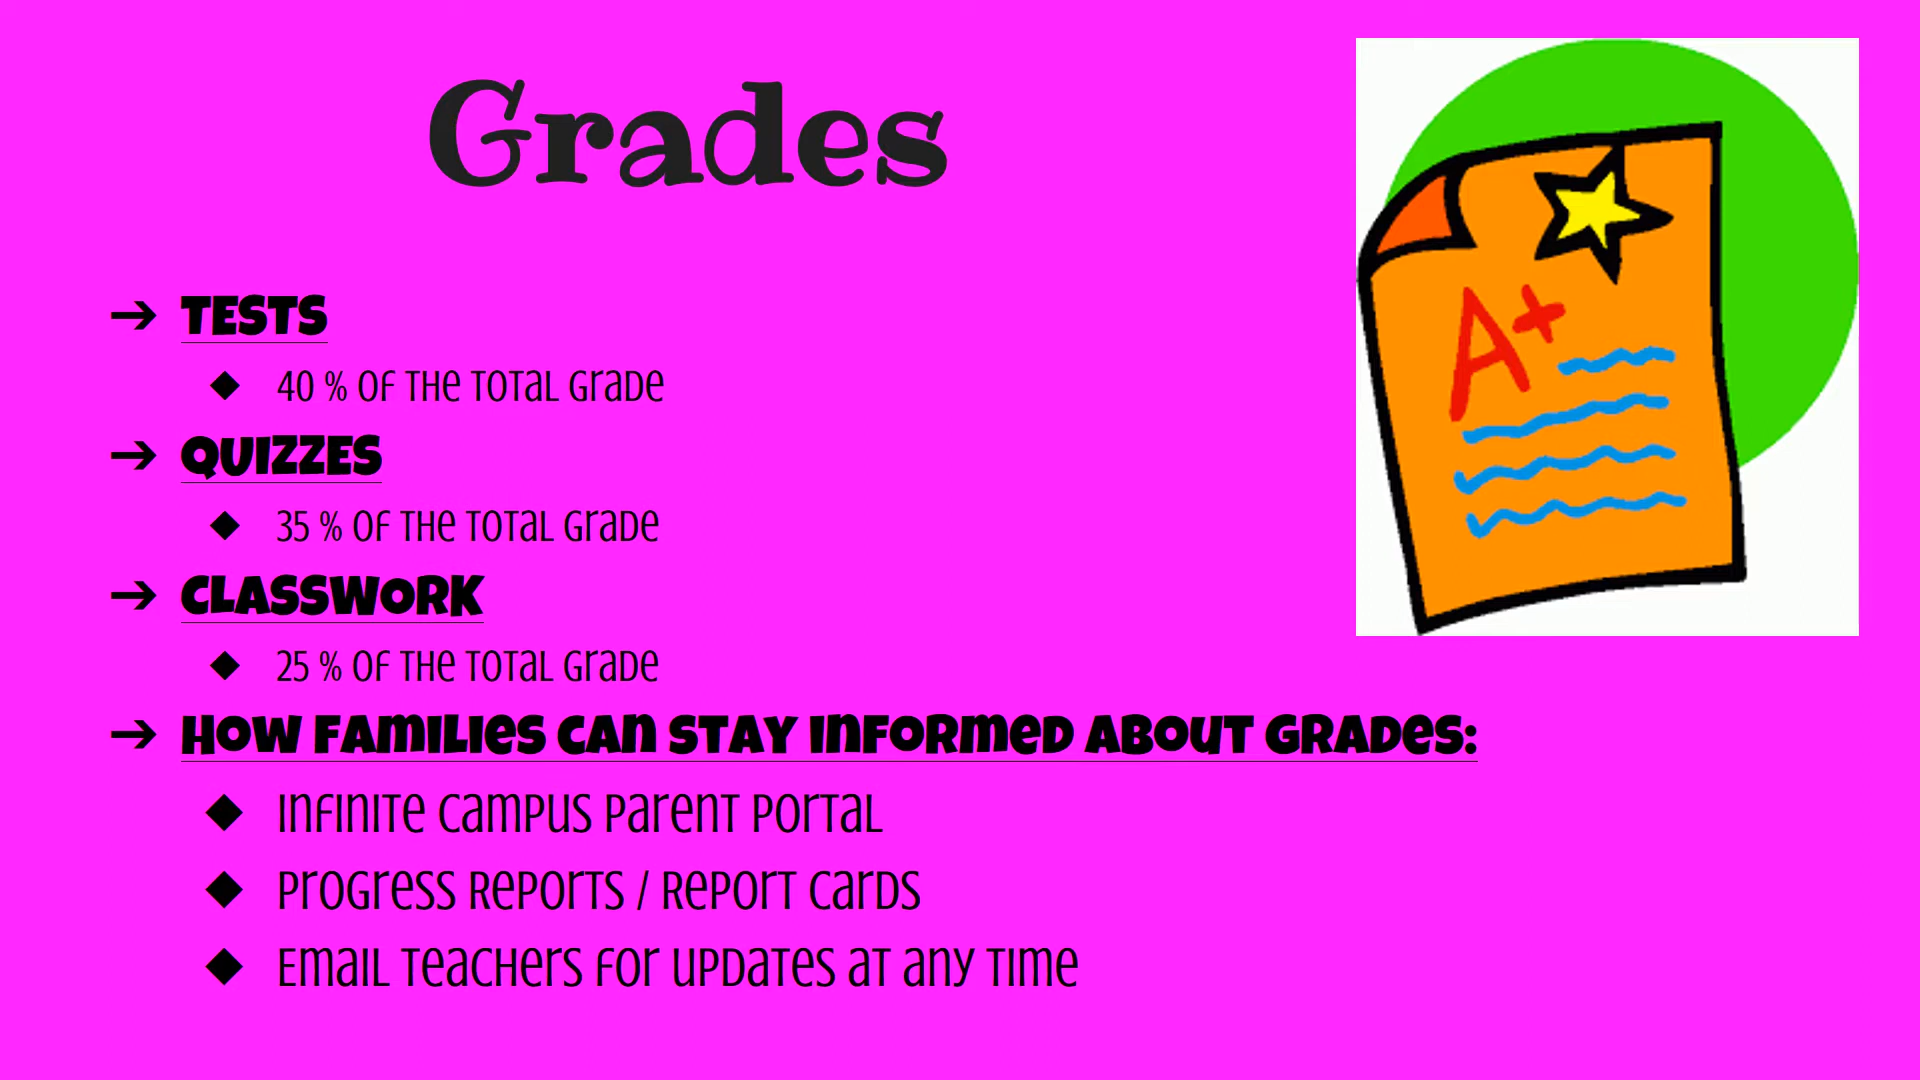 Grades
➔ TESTS
◆ 40 % of the total grade
➔ QUIZZES
◆ 35 % of the total grade
➔ CLASSWORK
◆ 25 % of the total grade
➔ How Families can stay informed about grades:
◆ Infinite Campus Parent Portal
◆ Progress Reports / Report Cards
◆ Email teachers for updates at any time
A+